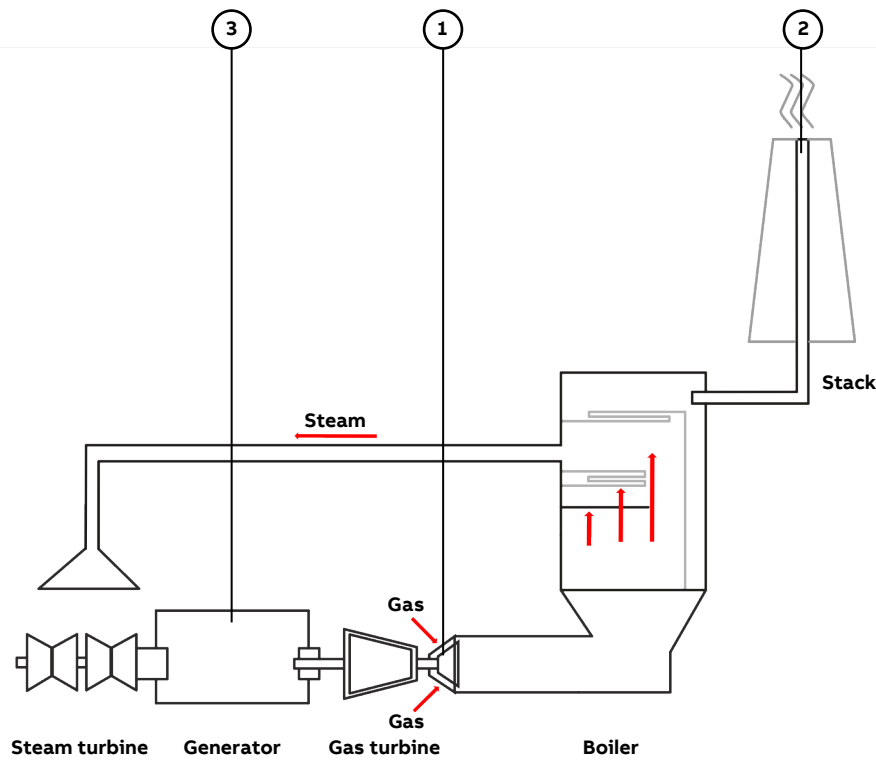 3
1
2
Stack
Steam
Gas
Gas
Steam turbine
Generator
Gas turbine
Boiler